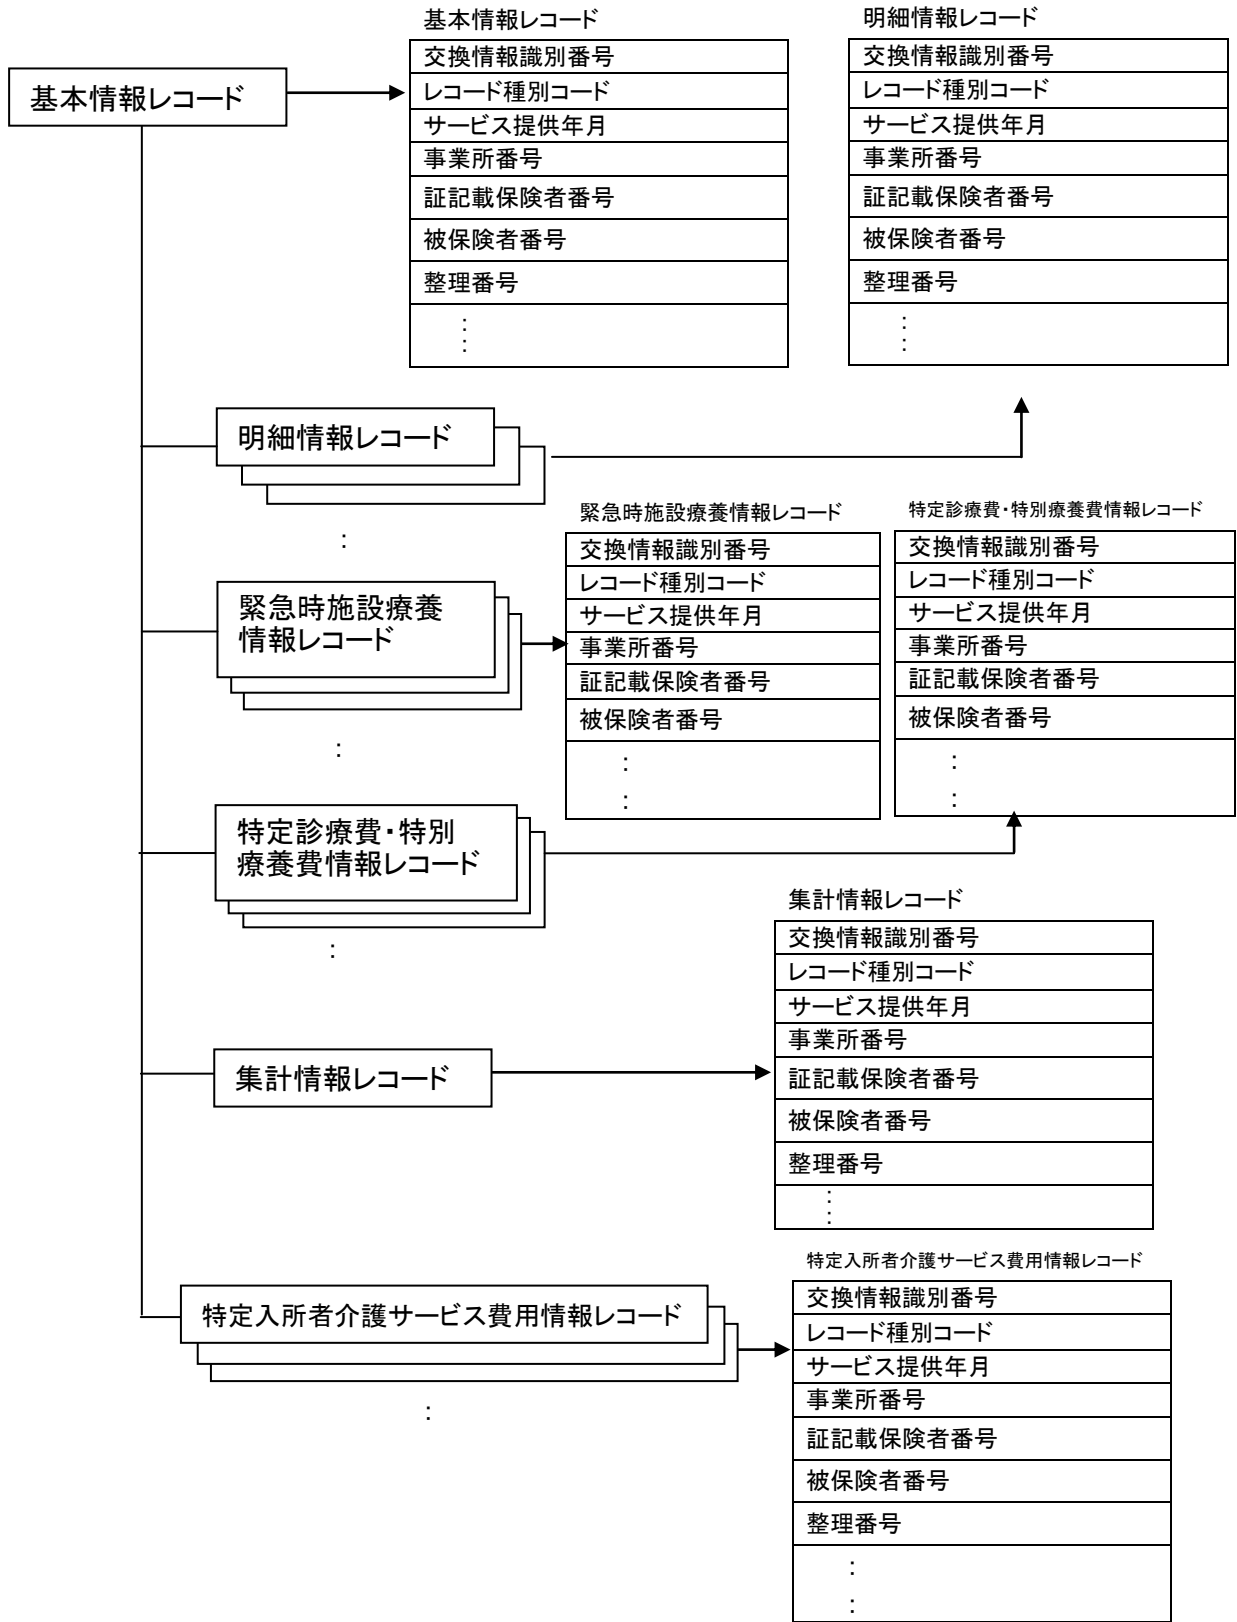 基本情報レコード
基本情報レコード
交換情報識別番号
レコード種別コード
サービス提供年月
事業所番号
証記載保険者番号
被保険者番号
整理番号
：
：
明細情報レコード
交換情報識別番号
レコード種別コード
サービス提供年月
事業所番号
証記載保険者番号
被保険者番号
整理番号
：
：
明細情報レコード
：
緊急時施設療養
情報レコード
：
緊急時施設療養情報レコード
交換情報識別番号
レコード種別コード
サービス提供年月
事業所番号
証記載保険者番号
被保険者番号
：
：
特定診療費・特別療養費情報レコード
交換情報識別番号
レコード種別コード
サービス提供年月
事業所番号
証記載保険者番号
被保険者番号
：
：
特定診療費・特別
療養費情報レコード
：
集計情報レコード
集計情報レコード
交換情報識別番号
レコード種別コード
サービス提供年月
事業所番号
証記載保険者番号
被保険者番号
整理番号
：
：
特定入所者介護サービス費用情報レコード
：
特定入所者介護サービス費用情報レコード
交換情報識別番号
レコード種別コード
サービス提供年月
事業所番号
証記載保険者番号
被保険者番号
整理番号
：
：